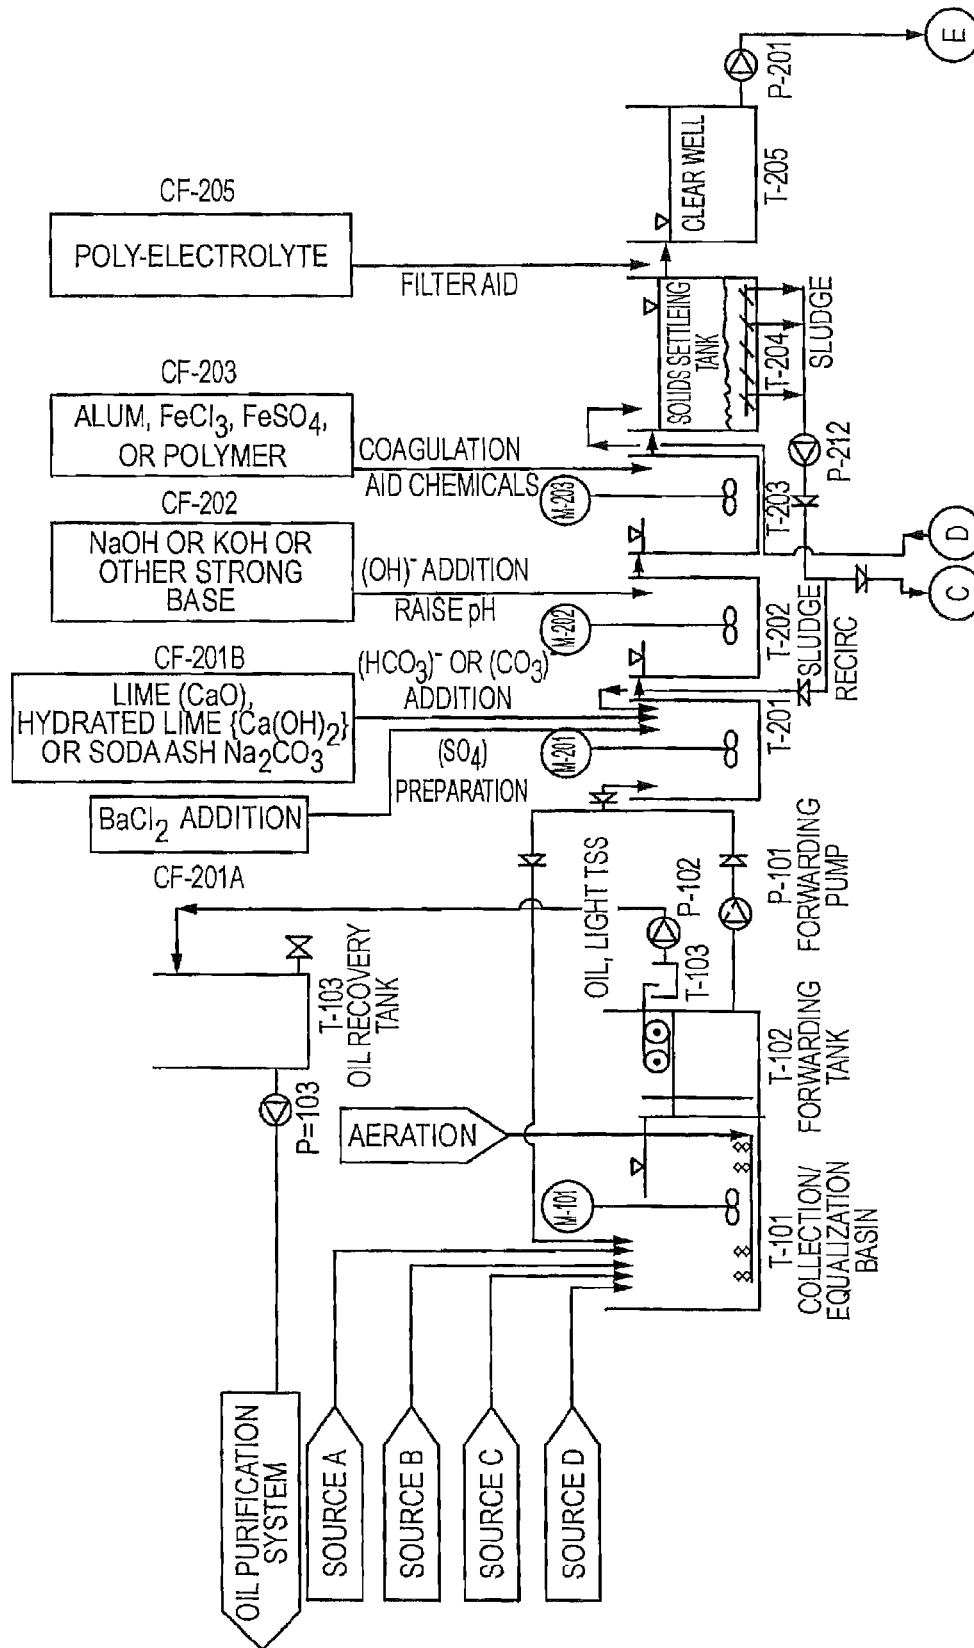 CF-205
POLY-ELECTROLYTE
FILTER AID
CF-203
ALUM, FeCl3, FeSO4,
OR POLYMER
COAGULATION
AID CHEMICALS
CF-202
NaOH OR KOH OR
OTHER STRONG
BASE
(OH)⁻ ADDITION
RAISE pH
CF-201B
LIME (CaO),
HYDRATED LIME {Ca(OH)2}
OR SODA ASH Na2CO3
(HCO3)⁻ OR (CO3)⁻
ADDITION
BaCl2 ADDITION
CF-201A
(SO4)
PREPARATION
M-203
M-202
M-201
M-101
E
P-201
CLEAR WELL
T-205
SOLIDS SETTLEING
TANK
T-204
SLUDGE
P-212
T-203
D
C
T-202
SLUDGE
RECIRC
T-201
OIL, LIGHT TSS
P-102
T-103
P-101
FORWARDING
PUMP
T-103
OIL RECOVERY
TANK
P=103
AERATION
T-102
FORWARDING
TANK
T-101
COLLECTION/
EQUALIZATION
BASIN
OIL PURIFICATION
SYSTEM
SOURCE A
SOURCE B
SOURCE C
SOURCE D